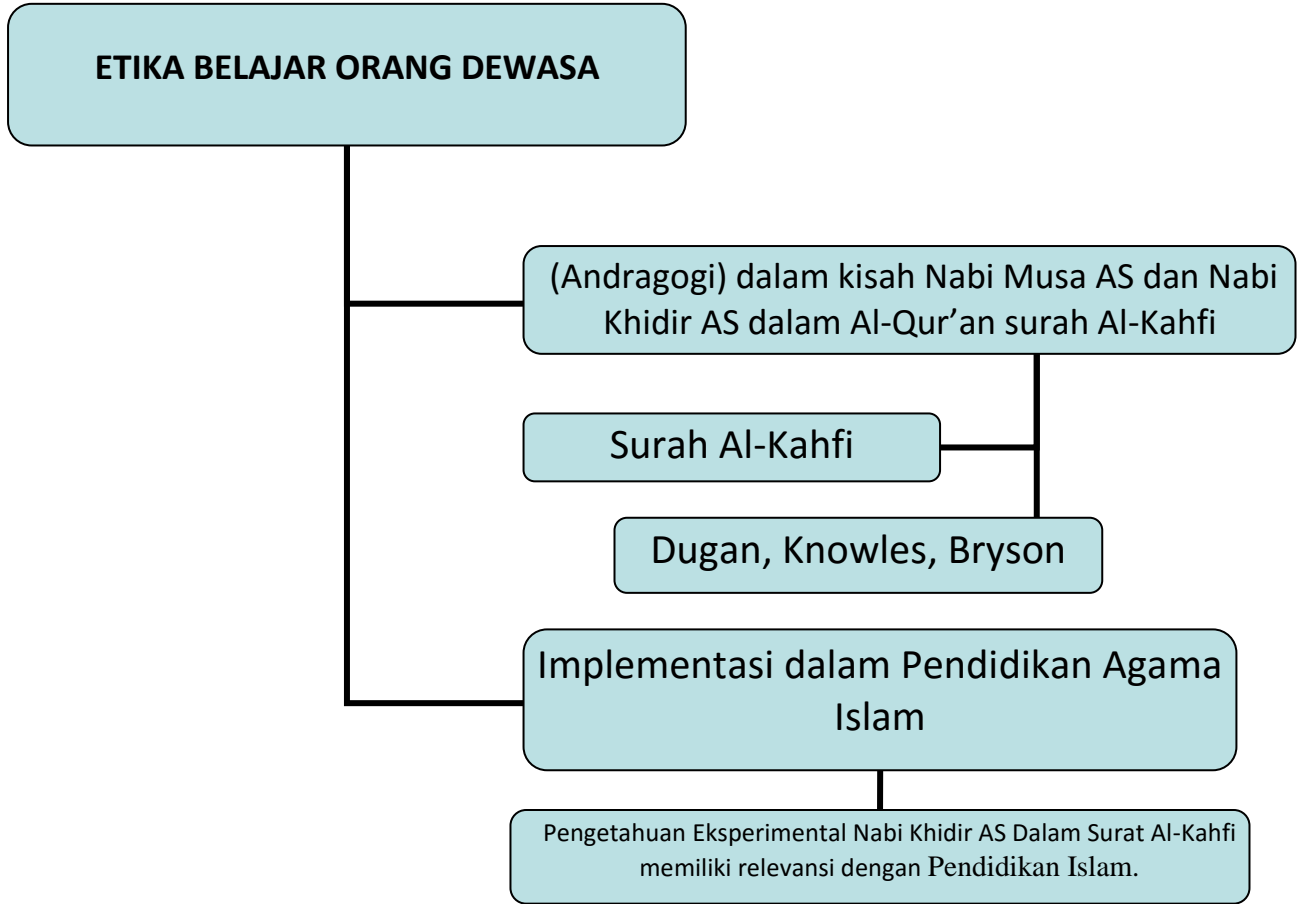 ETIKA BELAJAR ORANG DEWASA
(Andragogi) dalam kisah Nabi Musa AS dan Nabi
Khidir AS dalam Al-Qur’an surah Al-Kahfi
Surah Al-Kahfi
Dugan, Knowles, Bryson
Implementasi dalam Pendidikan Agama
Islam
Pengetahuan Eksperimental Nabi Khidir AS Dalam Surat Al-Kahfi
memiliki relevansi dengan Pendidikan Islam.